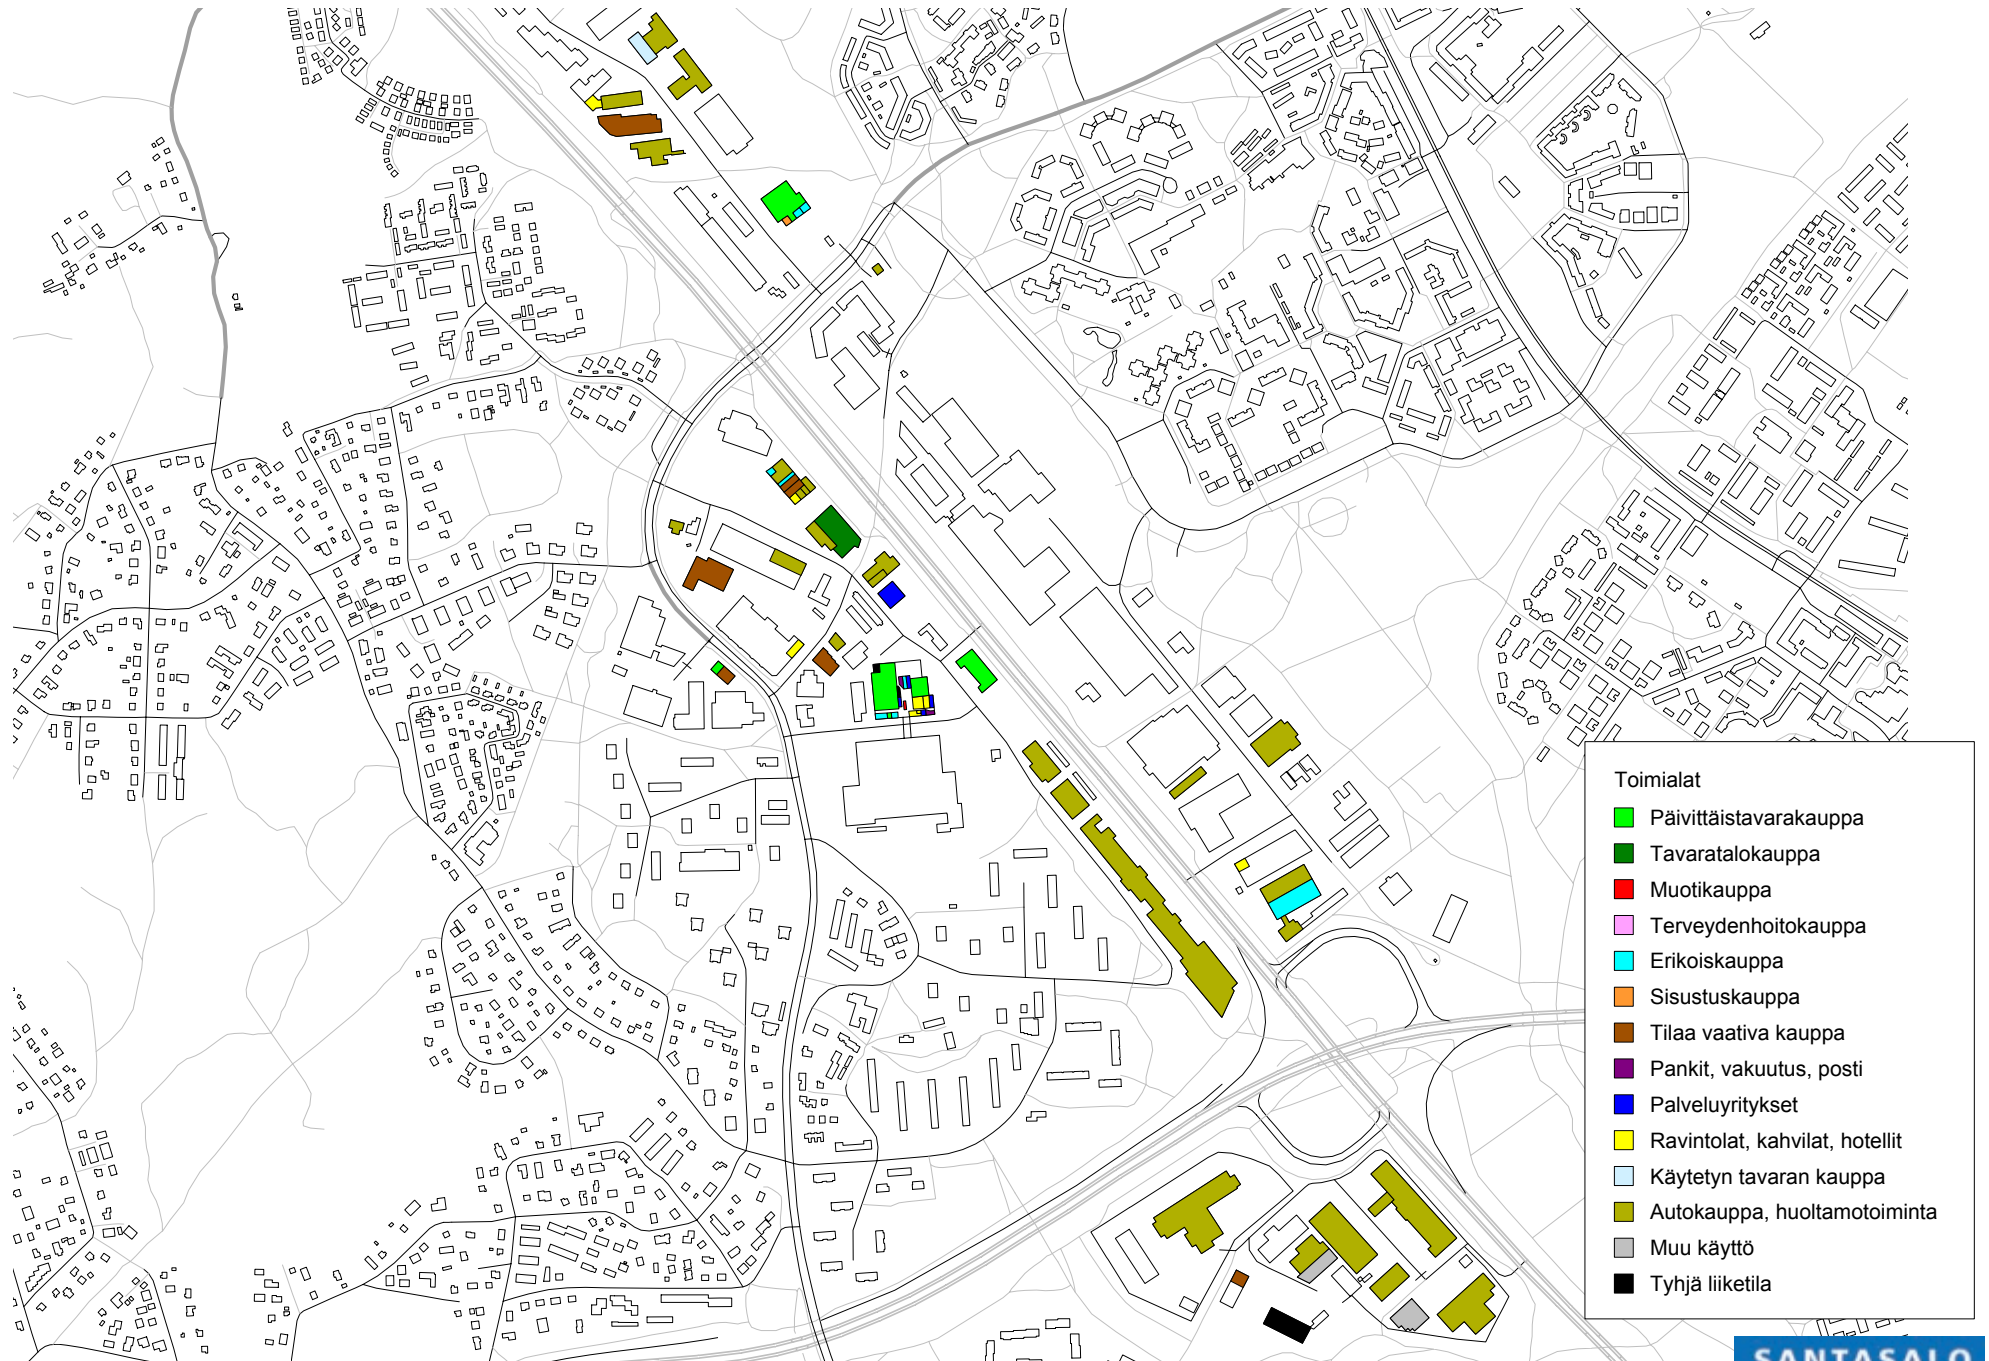 Toimialat
Päivittäistavarakauppa
Tavaratalokauppa
Muotikauppa
Terveydenhoitokauppa
Erikoiskauppa
Sisustuskauppa
Tilaa vaativa kauppa
Pankit, vakuutus, posti
Palveluyritykset
Ravintolat, kahvilat, hotellit
Käytetyn tavaran kauppa
Autokauppa, huoltamotoiminta
Muu käyttö
Tyhjä liiketila
SANTASALO